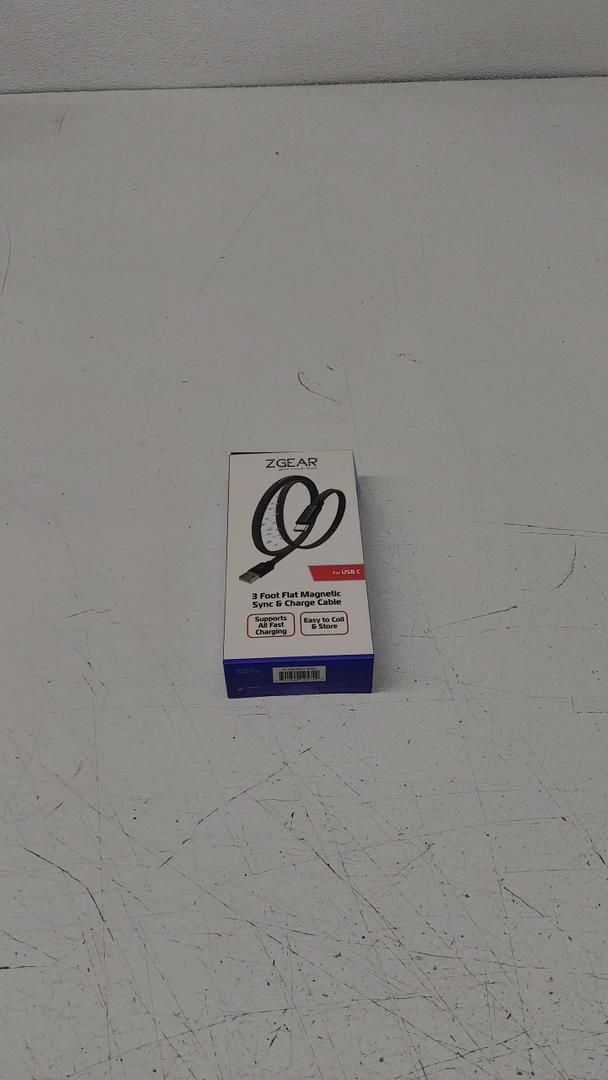 ZGEAR
For USB C
3 Foot Flat Magnetic
Sync & Charge Cable
Supports
All Fast
Charging
Easy to Coil
& Store